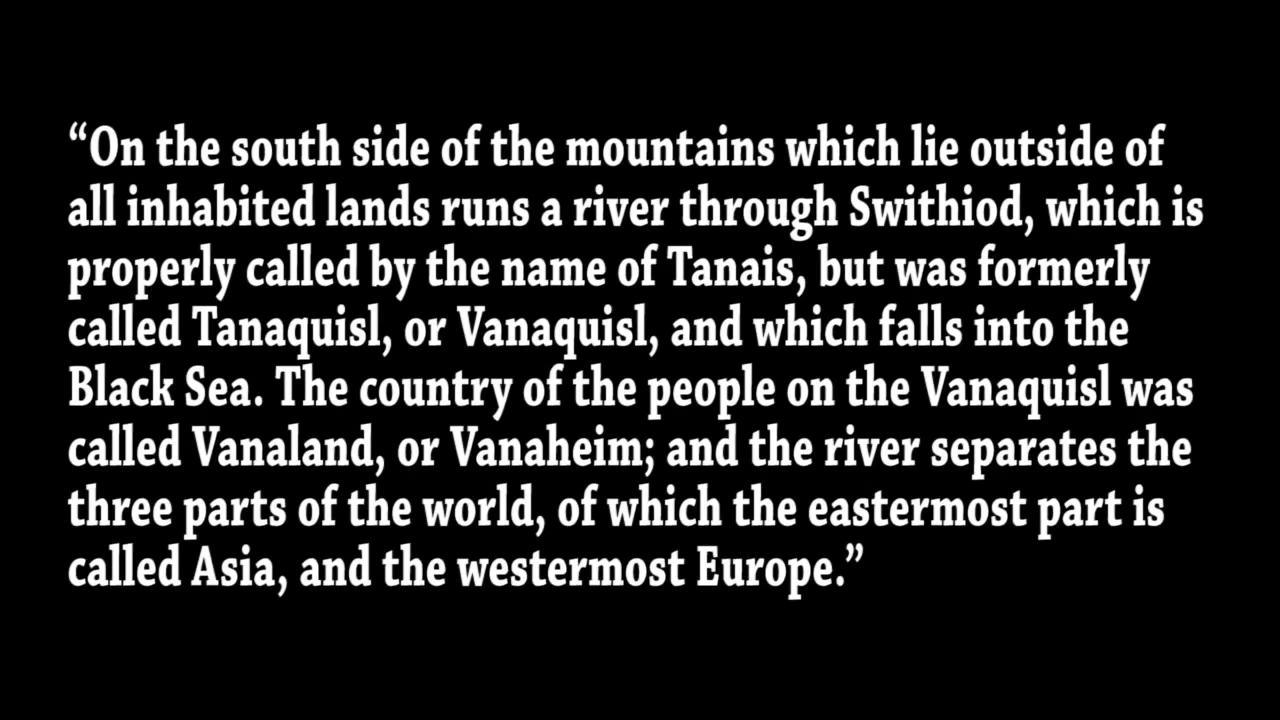 “On the south side of the mountains which lie outside of
all inhabited lands runs a river through Swithiod, which is
properly called by the name of Tanais, but was formerly
called Tanaquisl, or Vanaquisl, and which falls into the
Black Sea. The country of the people on the Vanaquisl was
called Vanaland, or Vanaheim; and the river separates the
three parts of the world, of which the eastermost part is
called Asia, and the westermost Europe.”